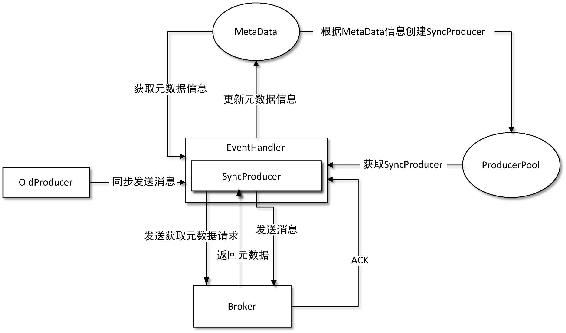 MetaData
根据MetaData信息创建SyncProducer
获取元数据信息
更新元数据信息
EventHandler
SyncProducer
获取SyncProducer
ProducerPool
OldProducer
同步发送消息
发送获取元数据请求
发送消息
返回元数据
ACK
Broker